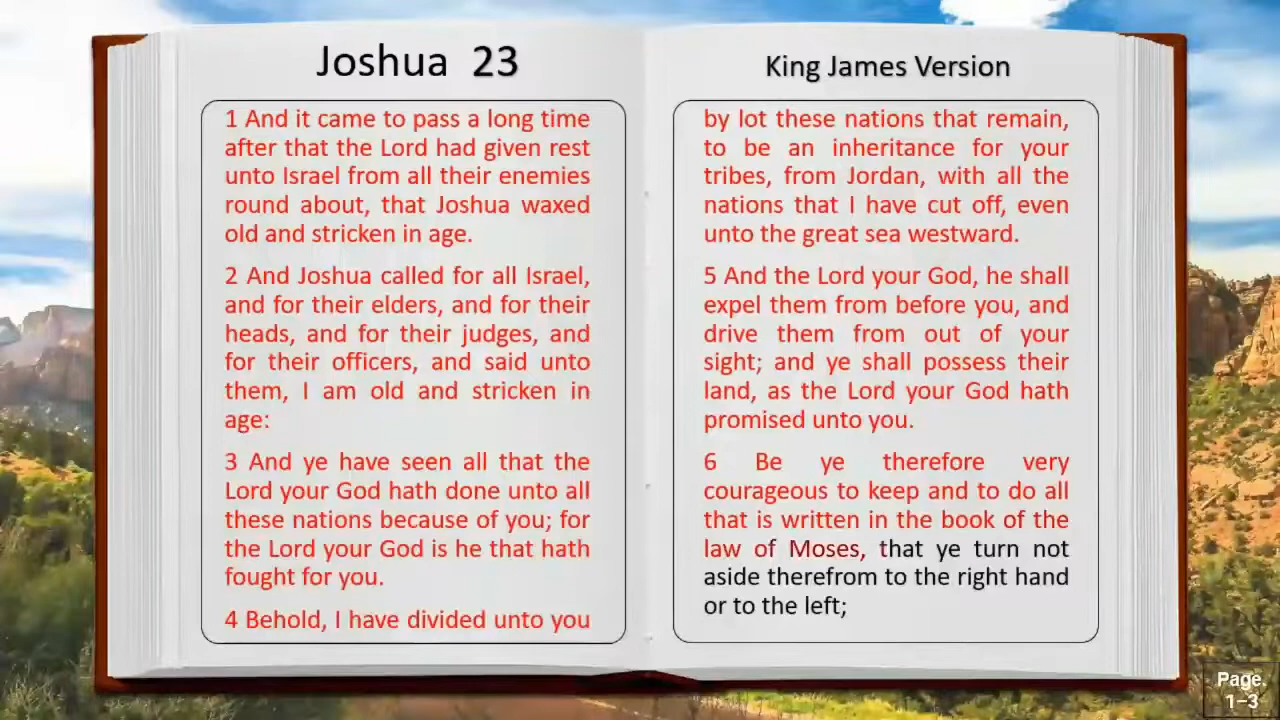 Joshua 23
1 And it came to pass a long time
after that the Lord had given rest
unto Israel from all their enemies
round about, that Joshua waxed
old and stricken in age.
2 And Joshua called for all Israel,
and for their elders, and for their
heads, and for their judges, and
for their officers, and said unto
them, I am old and stricken in
age:
3 And ye have seen all that the
Lord your God hath done unto all
these nations because of you; for
the Lord your God is he that hath
fought for you.
4 Behold, I have divided unto you
King James Version
by lot these nations that remain,
to be an inheritance for your
tribes, from Jordan, with all the
nations that I have cut off, even
unto the great sea westward.
5 And the Lord your God, he shall
expel them from before you, and
drive them from out of your
sight; and ye shall possess their
land, as the Lord your God hath
promised unto you.
6 Be ye therefore very
courageous to keep and to do all
that is written in the book of the
law of Moses, that ye turn not
aside therefrom to the right hand
or to the left;
Page.
1-3